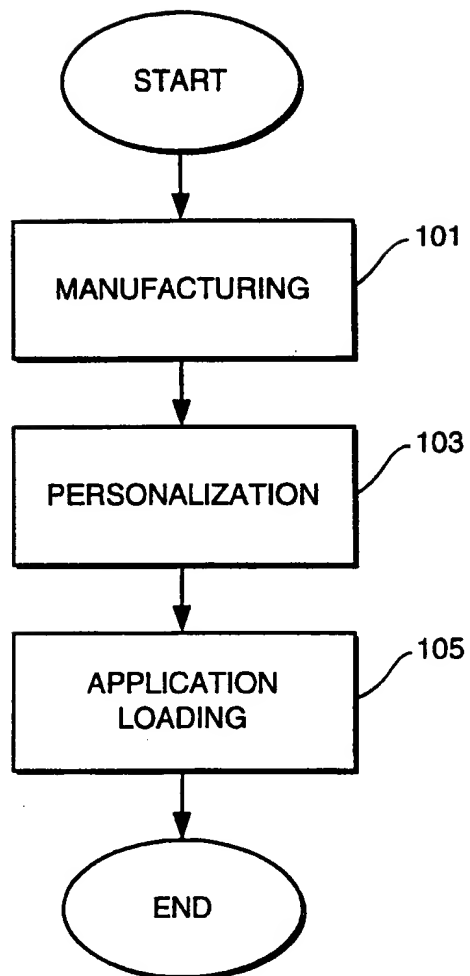 START
MANUFACTURING
101
PERSONALIZATION
103
APPLICATION
LOADING
105
END